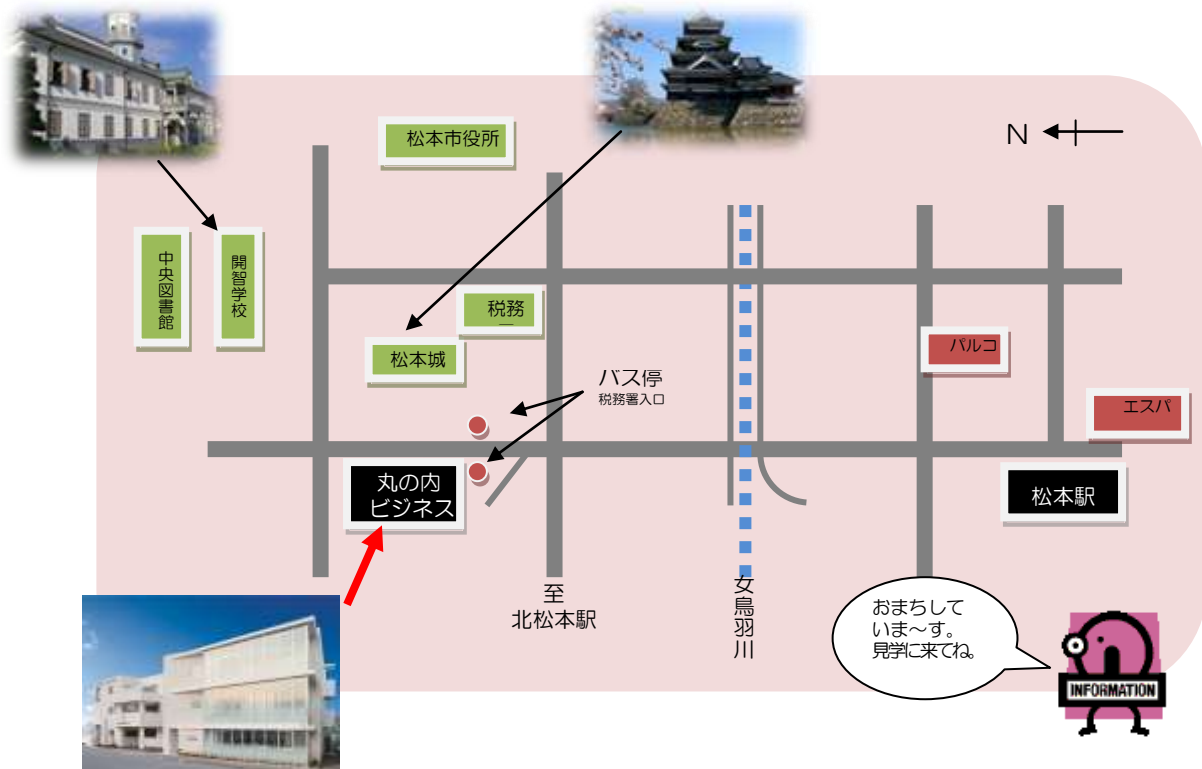 松本市役所
N
中央図書館
開智学校
税務
松本城
バス停
税務署入口
パルコ
エスパ
丸の内
ビジネス
松本駅
至
北松本駅
女鳥羽川
おまちして
いま～す。
見学に来てね。
INFORMATION